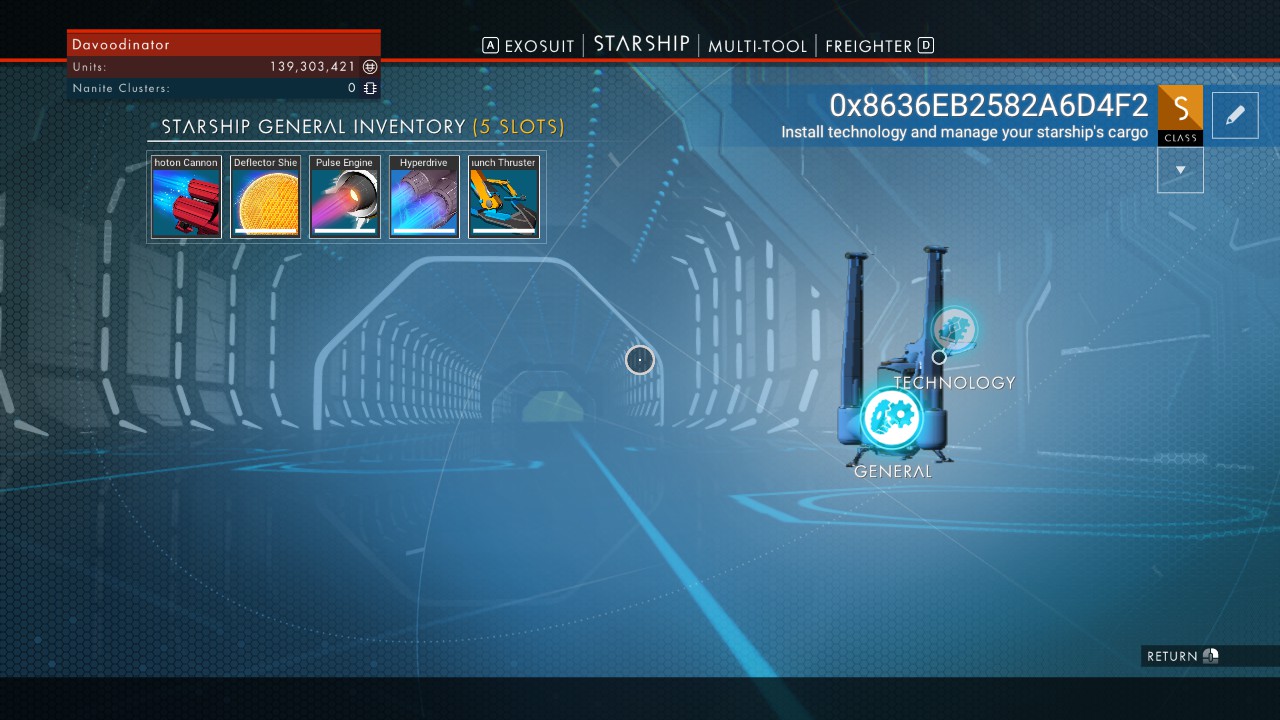 Davoodinator
Units: 139,303,421
Nanite Clusters: 0
A EXOSUIT STARSHIP MULTI-TOOL FREIGHTER D
0x8636EB2582A6D4F2
Install technology and manage your starship's cargo
S
CLASS
STARSHIP GENERAL INVENTORY (5 SLOTS)
hoton Cannon Deflector Shie Pulse Engine Hyperdrive unch Thruster
TECHNOLOGY
GENERAL
RETURN